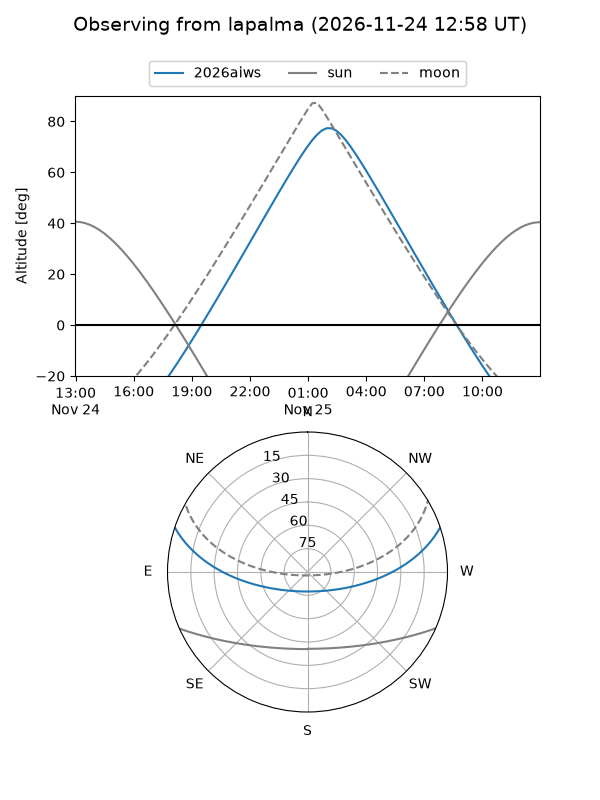 Observing from lapalma (2026-11-24 12:58 UT)
2026aiws sun moon
Altitude [deg]
80
60
40
20
0
−20
13:00 16:00 19:00 22:00 01:00 04:00 07:00 10:00
Nov 24 Nov 25
N
NE NW
15
30
45
60
75
E W
SE SW
S